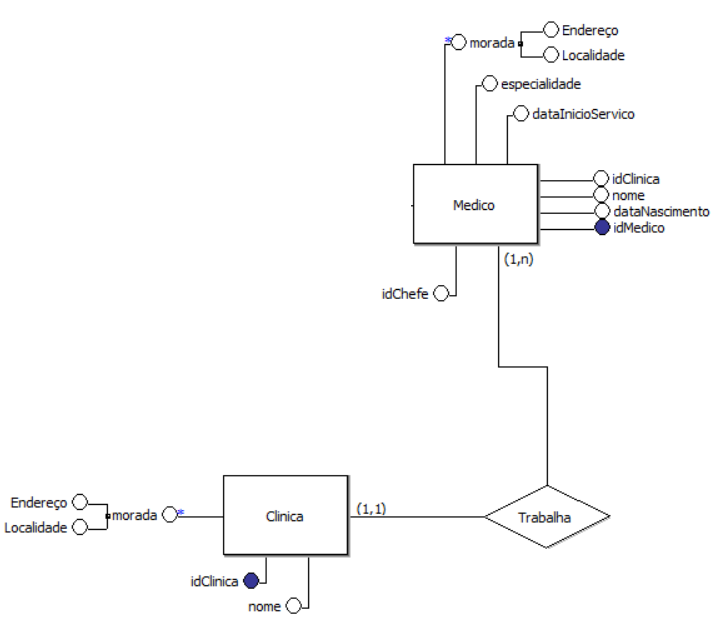 Endereço
* morada
Localidade
especialidade
dataInicioServico
Medico
idClinica
nome
dataNascimento
idMedico
(1,n)
idChefe
Endereço
Localidade
morada *
Clinica
(1,1)
Trabalha
idClinica
nome